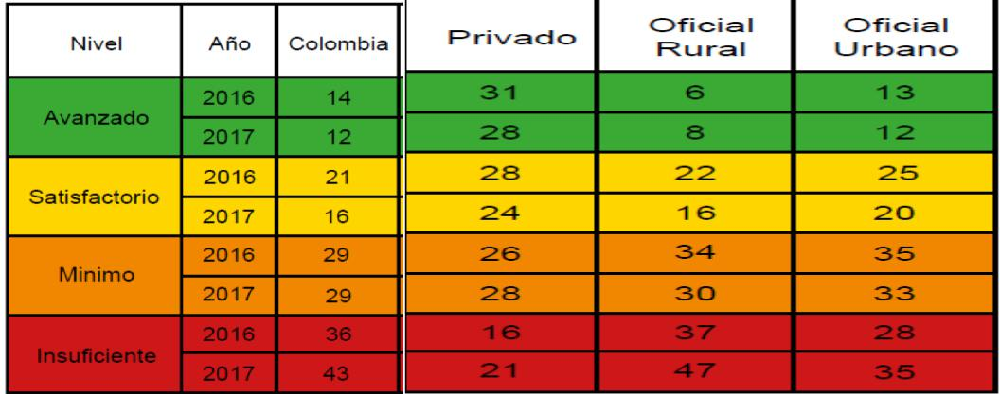 Nivel Año Colombia Privado Oficial Rural Oficial Urbano
Avanzado 2016 14 31 6 13
2017 12 28 8 12
Satisfactorio 2016 21 28 22 25
2017 16 24 16 20
Minimo 2016 29 26 34 35
2017 29 28 30 33
Insuficiente 2016 36 16 37 28
2017 43 21 47 35